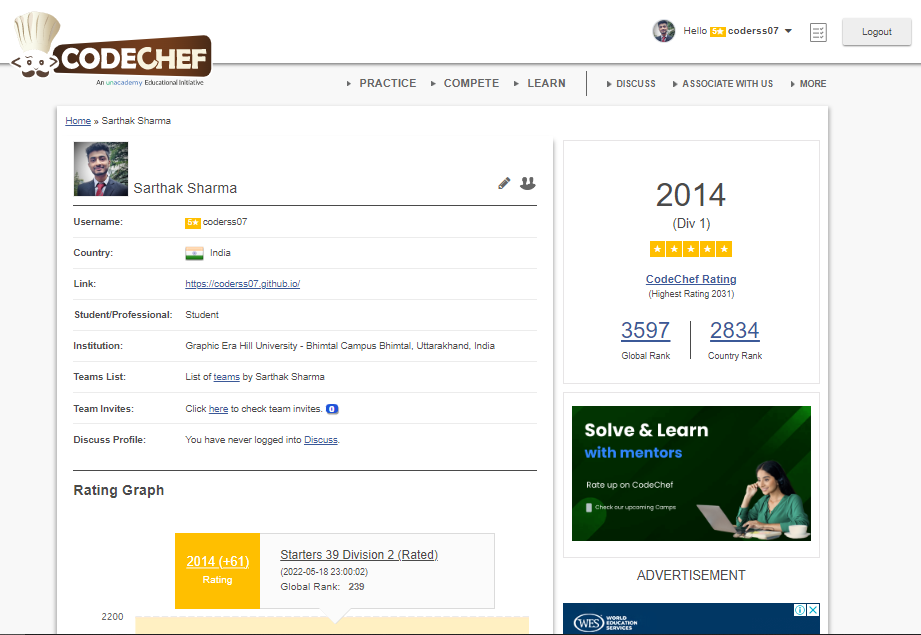 CODECHEF
An unacademy Educational Initiative
Hello 5★ coderss07
Logout
PRACTICE COMPETE LEARN DISCUSS ASSOCIATE WITH US MORE
Home » Sarthak Sharma
Sarthak Sharma
Username: 5★ coderss07
Country: India
Link: https://coderss07.github.io/
Student/Professional: Student
Institution: Graphic Era Hill University - Bhimtal Campus Bhimtal, Uttarakhand, India
Teams List: List of teams by Sarthak Sharma
Team Invites: Click here to check team invites. 0
Discuss Profile: You have never logged into Discuss.
Rating Graph
2014 (+61)
Rating
Starters 39 Division 2 (Rated)
(2022-05-18 23:00:02)
Global Rank: 239
2200
2014
(Div 1)
★★★★★
CodeChef Rating
(Highest Rating 2031)
3597 2834
Global Rank Country Rank
Solve & Learn
with mentors
Rate up on CodeChef
Check our upcoming Camps
ADVERTISEMENT
WES WORLD
EDUCATION
SERVICES